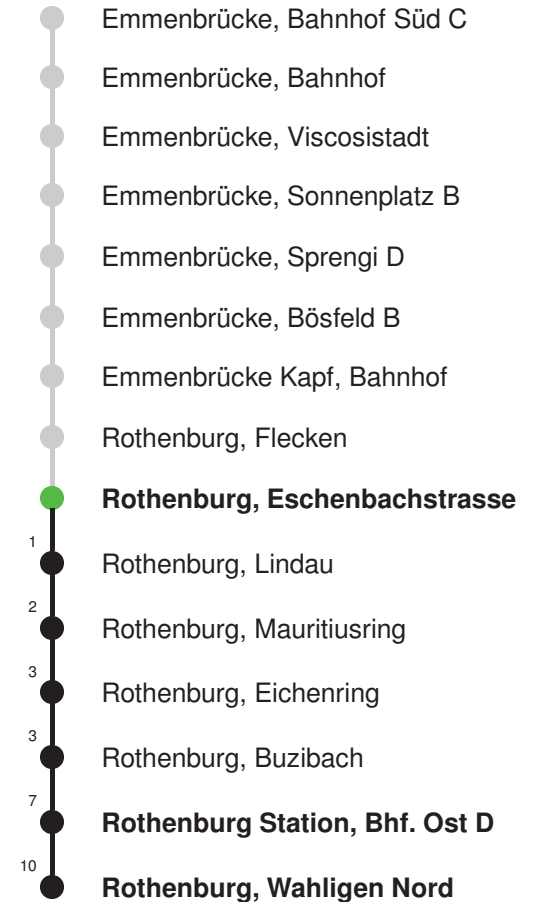 Emmenbrücke, Bahnhof Süd C
Emmenbrücke, Bahnhof
Emmenbrücke, Viscosistadt
Emmenbrücke, Sonnenplatz B
Emmenbrücke, Sprengi D
Emmenbrücke, Bösfeld B
Emmenbrücke Kapf, Bahnhof
Rothenburg, Flecken
Rothenburg, Eschenbachstrasse
1 Rothenburg, Lindau
2 Rothenburg, Mauritiusring
3 Rothenburg, Eichenring
3 Rothenburg, Buzibach
7 Rothenburg Station, Bhf. Ost D
10 Rothenburg, Wahligen Nord